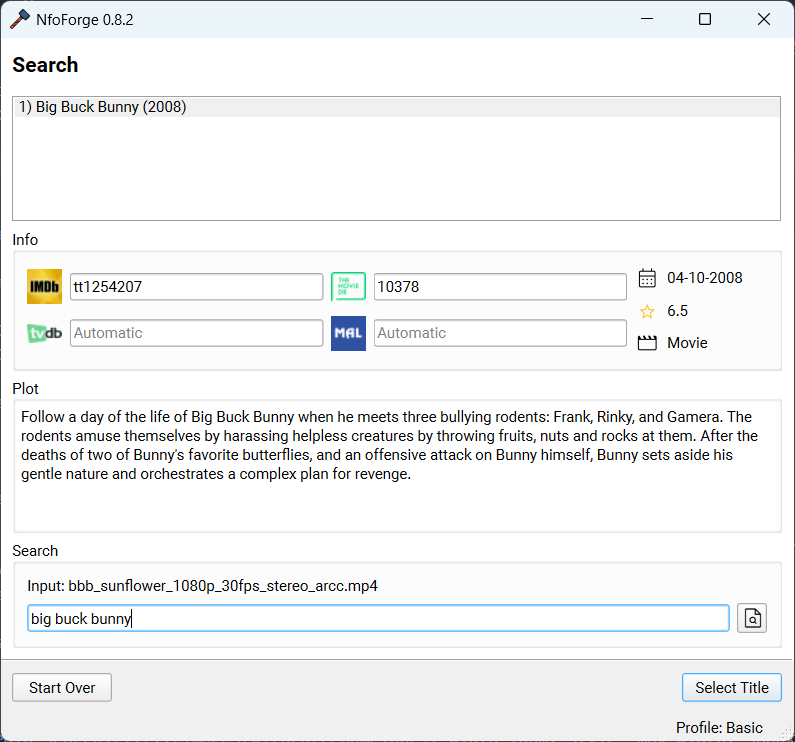 NfoForge 0.8.2
Search
1) Big Buck Bunny (2008)
Info
IMDb tt1254207 THE MOVIE DB 10378 04-10-2008
6.5
tvdb Automatic MAL Automatic Movie
Plot
Follow a day of the life of Big Buck Bunny when he meets three bullying rodents: Frank, Rinky, and Gamera. The
rodents amuse themselves by harassing helpless creatures by throwing fruits, nuts and rocks at them. After the
deaths of two of Bunny's favorite butterflies, and an offensive attack on Bunny himself, Bunny sets aside his
gentle nature and orchestrates a complex plan for revenge.
Search
Input: bbb_sunflower_1080p_30fps_stereo_arcc.mp4
big buck bunny
Start Over Select Title
Profile: Basic